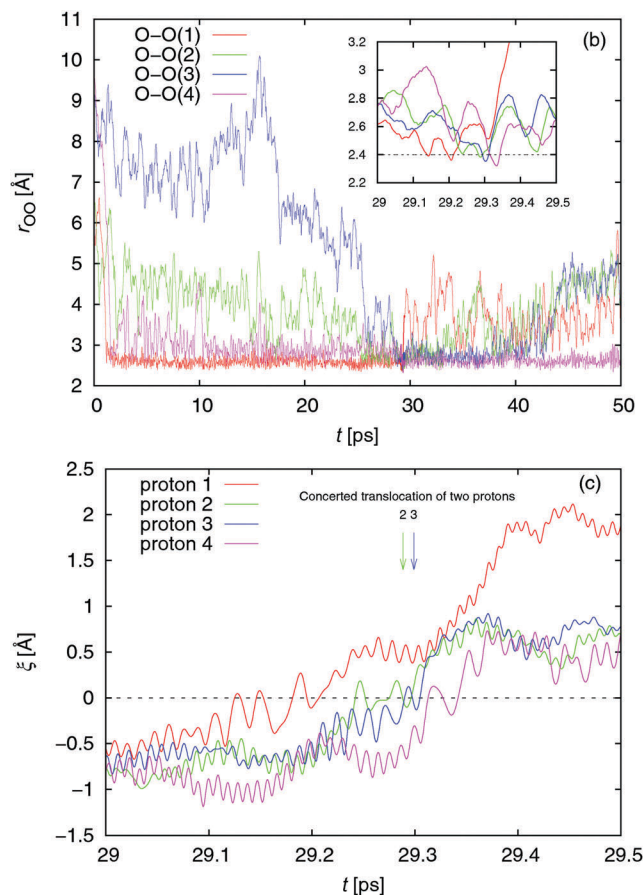 (b)
O–O(1)
O–O(2)
O–O(3)
O–O(4)
11
10
9
8
7
6
5
4
3
2
r_OO [Å]
3.2
3
2.8
2.6
2.4
2.2
29 29.1 29.2 29.3 29.4 29.5
0 10 20 30 40 50
t [ps]
(c)
proton 1
proton 2
proton 3
proton 4
Concerted translocation of two protons
2 3
2.5
2
1.5
1
0.5
0
−0.5
−1
−1.5
ξ [Å]
29 29.1 29.2 29.3 29.4 29.5
t [ps]